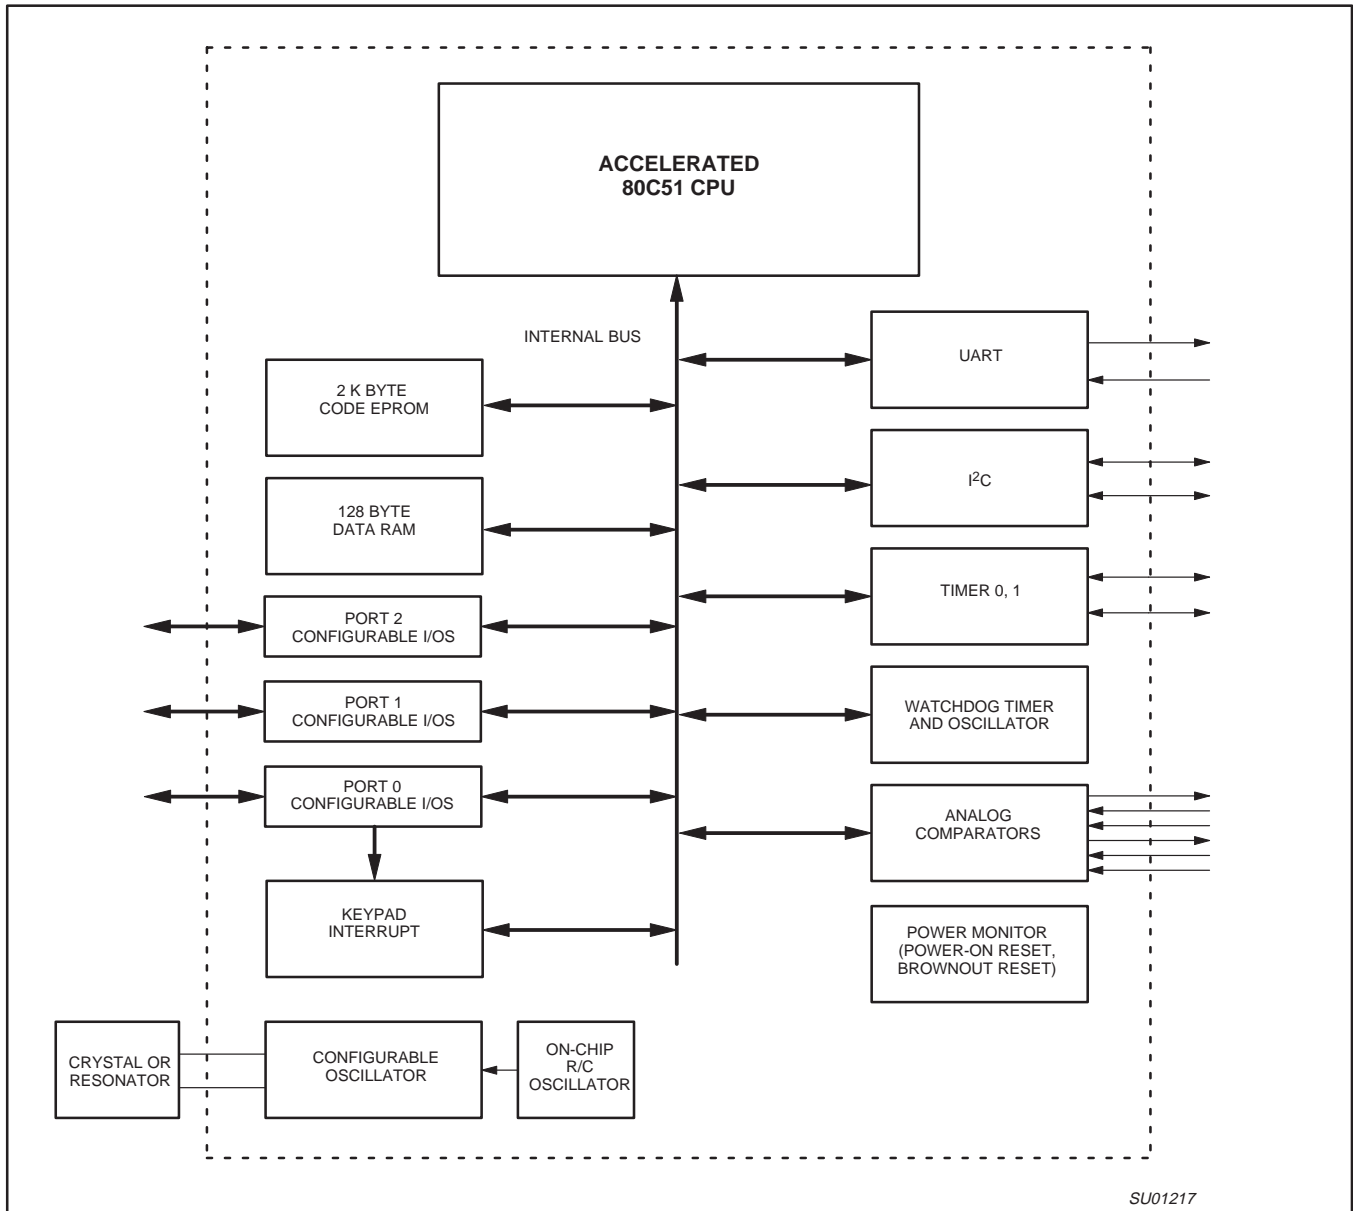 ACCELERATED
80C51 CPU
INTERNAL BUS
UART
2 K BYTE
CODE EPROM
I²C
128 BYTE
DATA RAM
TIMER 0, 1
PORT 2
CONFIGURABLE I/OS
PORT 1
CONFIGURABLE I/OS
WATCHDOG TIMER
AND OSCILLATOR
PORT 0
CONFIGURABLE I/OS
ANALOG
COMPARATORS
KEYPAD
INTERRUPT
POWER MONITOR
(POWER-ON RESET,
BROWNOUT RESET)
CRYSTAL OR
RESONATOR
CONFIGURABLE
OSCILLATOR
ON-CHIP
R/C
OSCILLATOR
SU01217